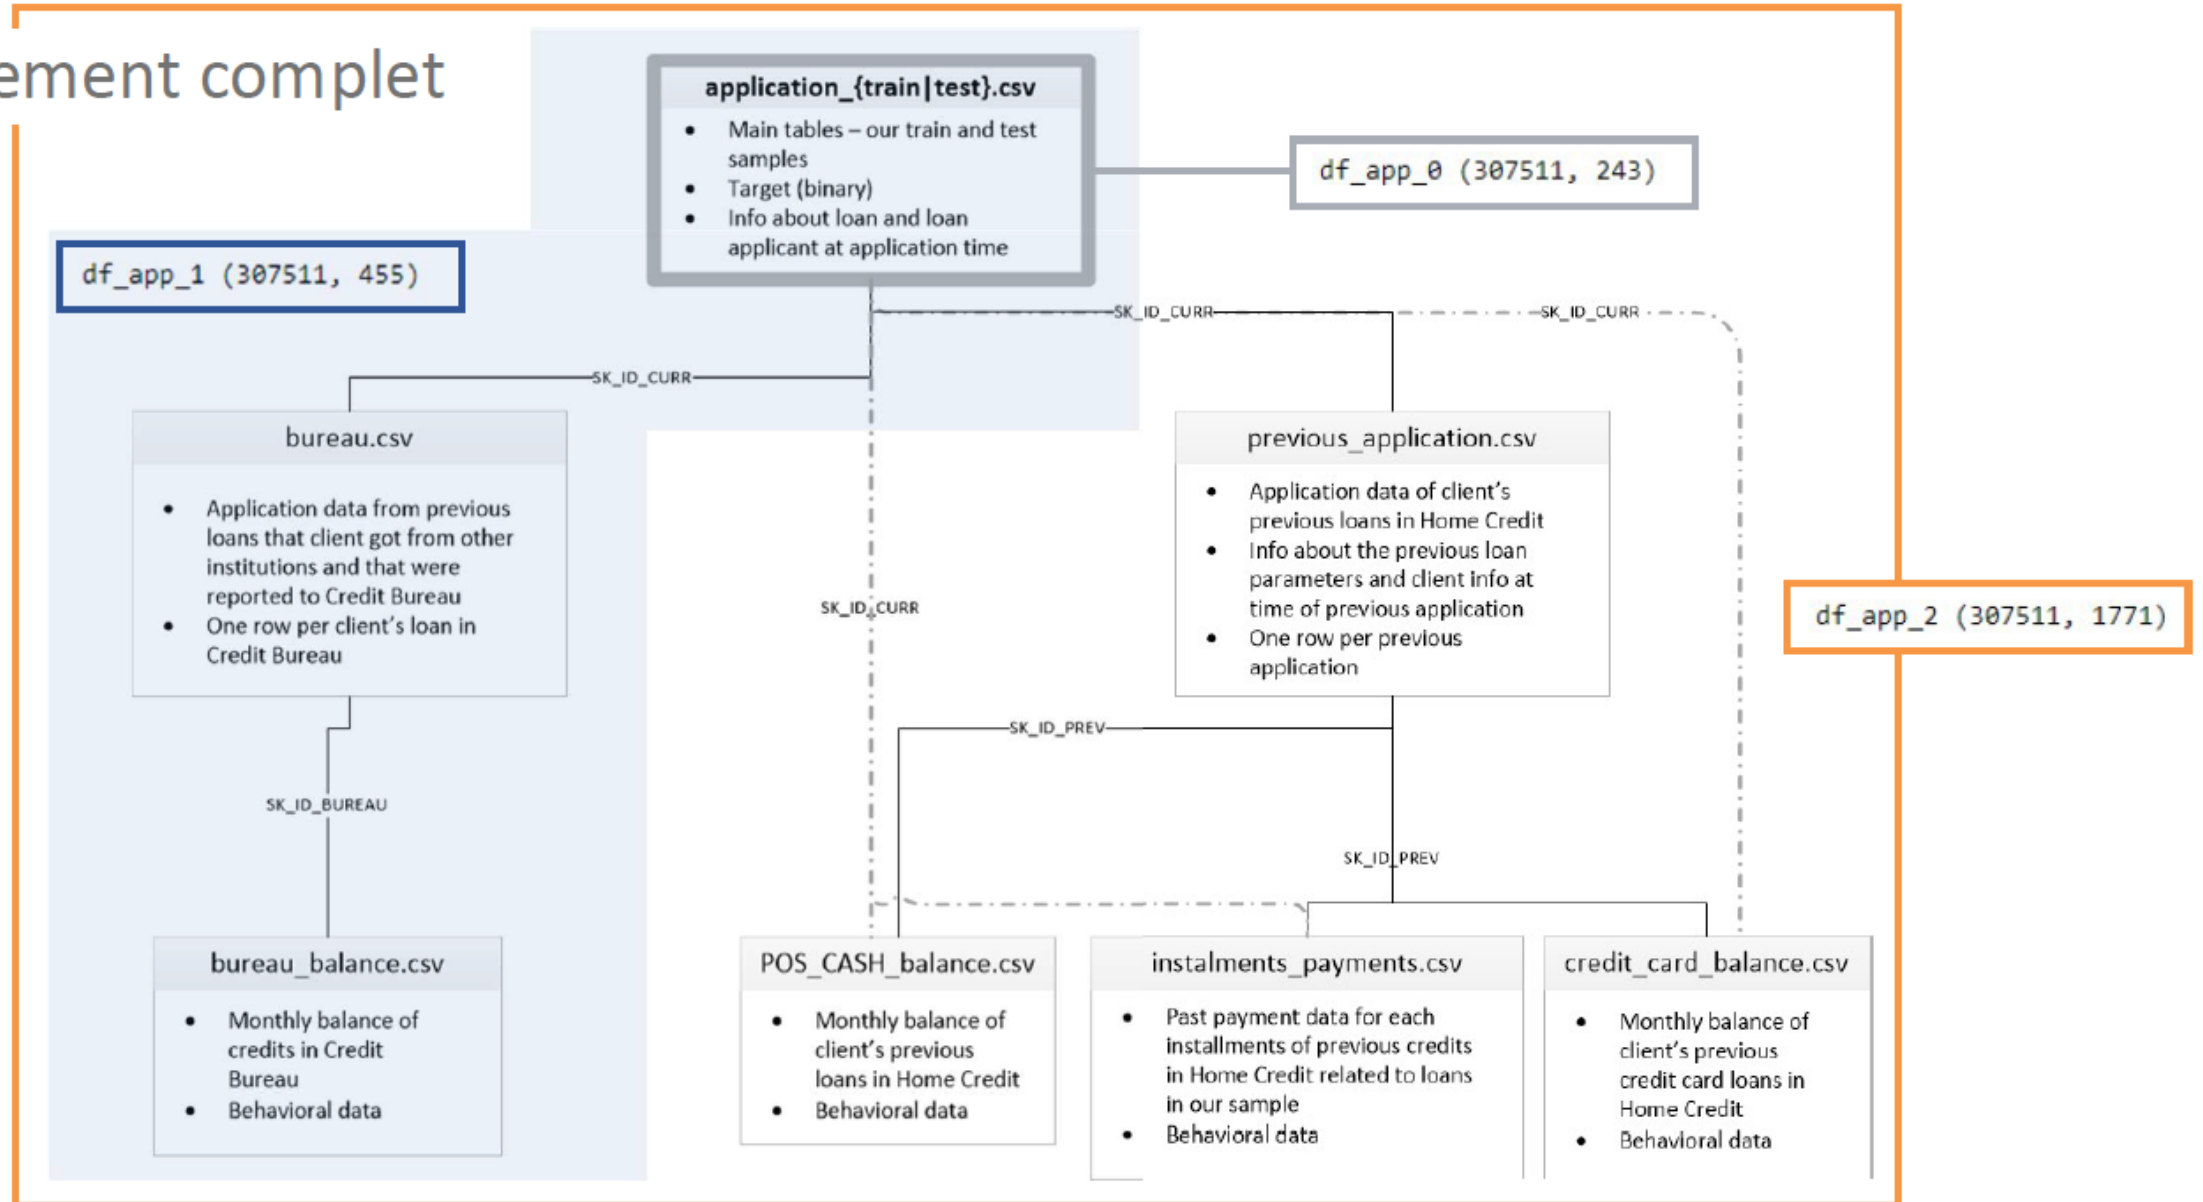 ement complet
application_{train|test}.csv
• Main tables – our train and test
samples
• Target (binary)
• Info about loan and loan
applicant at application time
df_app_0 (307511, 243)
df_app_1 (307511, 455)
SK_ID_CURR
SK_ID_CURR
SK_ID_CURR
bureau.csv
• Application data from previous
loans that client got from other
institutions and that were
reported to Credit Bureau
• One row per client's loan in
Credit Bureau
previous_application.csv
• Application data of client's
previous loans in Home Credit
• Info about the previous loan
parameters and client info at
time of previous application
• One row per previous
application
SK_ID_CURR
df_app_2 (307511, 1771)
SK_ID_PREV
SK_ID_BUREAU
SK_ID_PREV
bureau_balance.csv
• Monthly balance of
credits in Credit
Bureau
• Behavioral data
POS_CASH_balance.csv
• Monthly balance of
client's previous
loans in Home Credit
• Behavioral data
instalments_payments.csv
• Past payment data for each
installments of previous credits
in Home Credit related to loans
in our sample
• Behavioral data
credit_card_balance.csv
• Monthly balance of
client's previous
credit card loans in
Home Credit
• Behavioral data